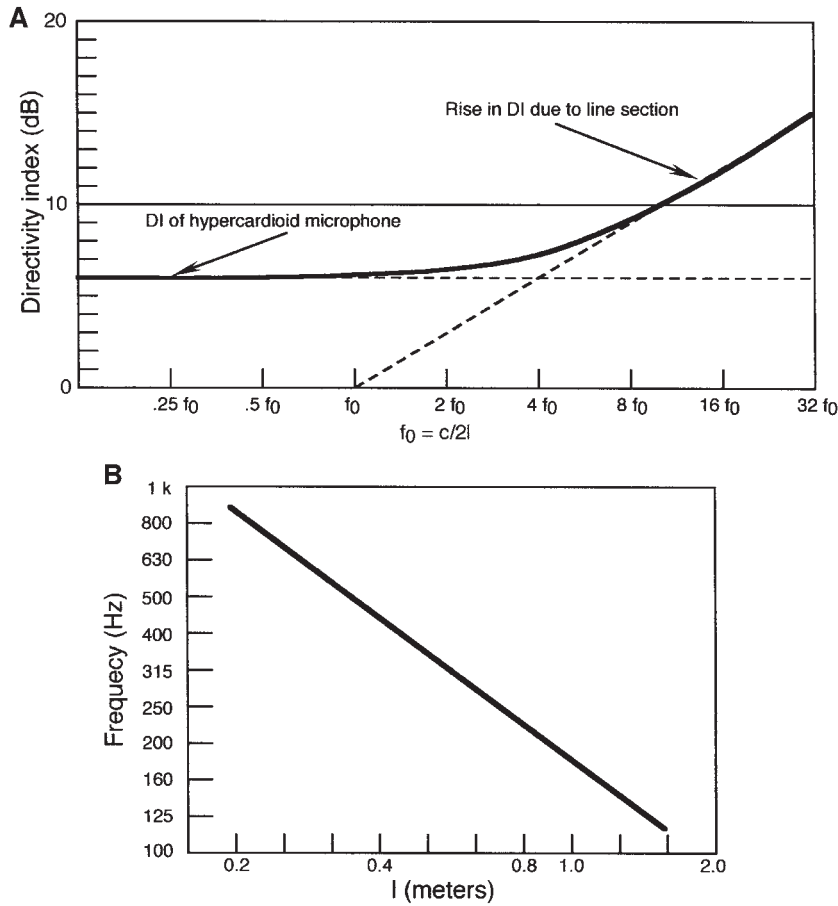 A
20
10
0
Directivity index (dB)
Rise in DI due to line section
DI of hypercardioid microphone
.25 f0 .5 f0 f0 2 f0 4 f0 8 f0 16 f0 32 f0
f0 = c/2l
B
1 k
800
630
500
400
315
250
200
160
125
100
Frequecy (Hz)
0.2 0.4 0.8 1.0 2.0
l (meters)